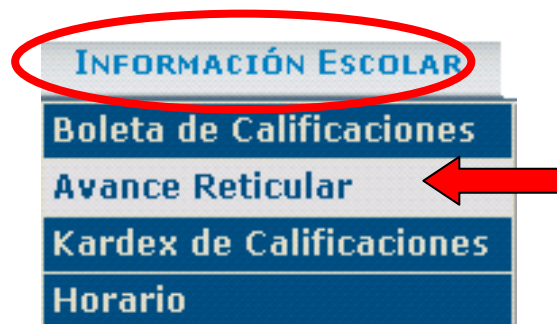 INFORMACIÓN ESCOLAR
Boleta de Calificaciones
Avance Reticular
Kardex de Calificaciones
Horario